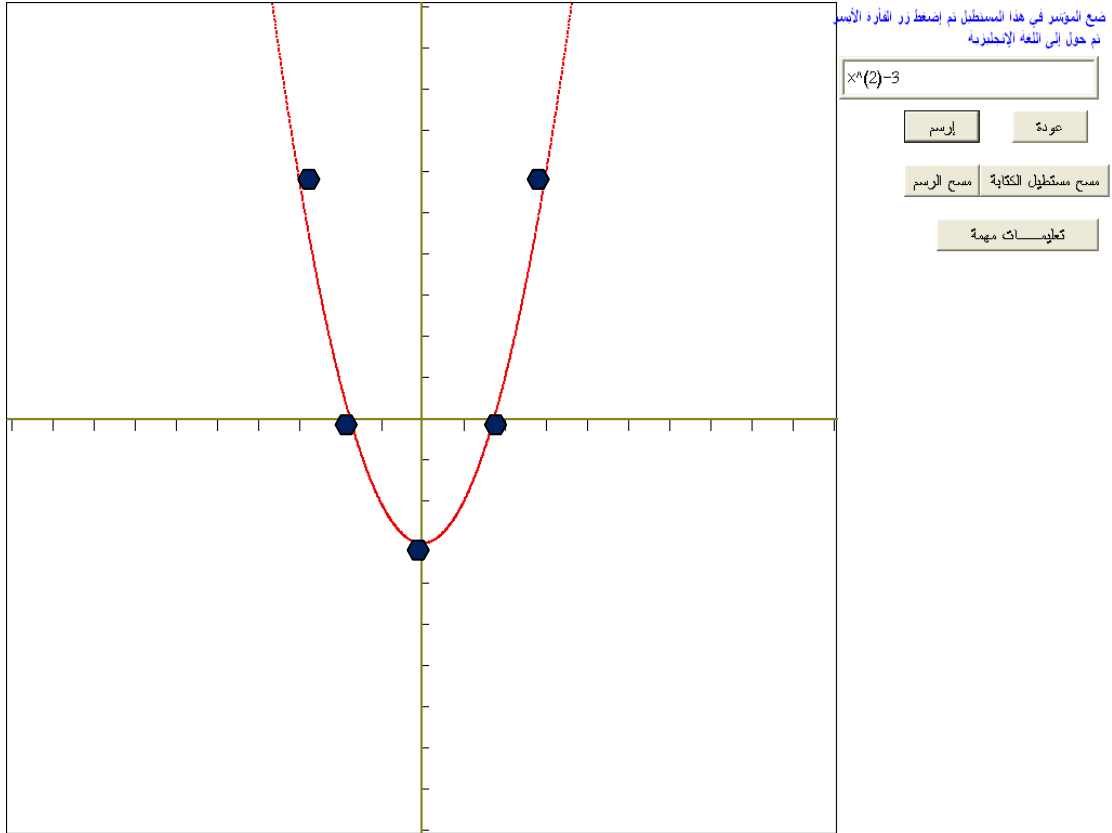 ضع المؤشر في هذا المستطيل ثم إضغط زر الفأرة الأيسر
ثم حول إلى اللغة الإنجليزية
x^(2)-3
إرسم
عودة
مسح الرسم
مسح مستطيل الكتابة
تعليمـــــات مهمة